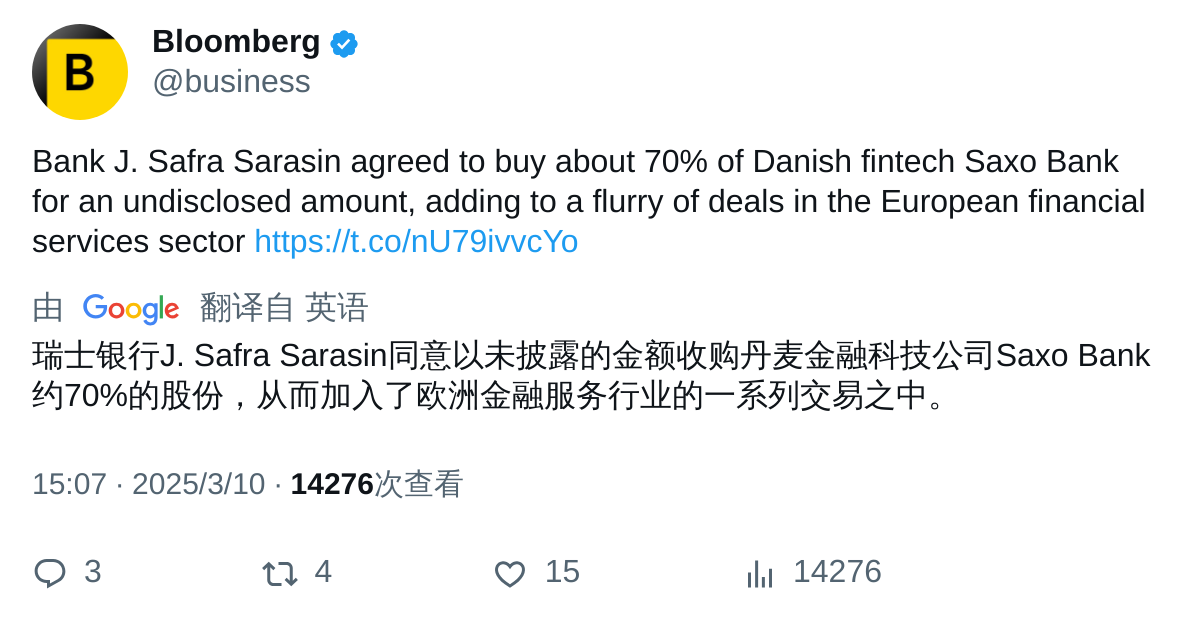 B
Bloomberg
@business
Bank J. Safra Sarasin agreed to buy about 70% of Danish fintech Saxo Bank
for an undisclosed amount, adding to a flurry of deals in the European financial
services sector https://t.co/nU79ivvcYo
由 Google 翻译自 英语
瑞士银行J. Safra Sarasin同意以未披露的金额收购丹麦金融科技公司Saxo Bank
约70%的股份，从而加入了欧洲金融服务行业的一系列交易之中。
15:07 · 2025/3/10 · 14276次查看
3 4 15 14276